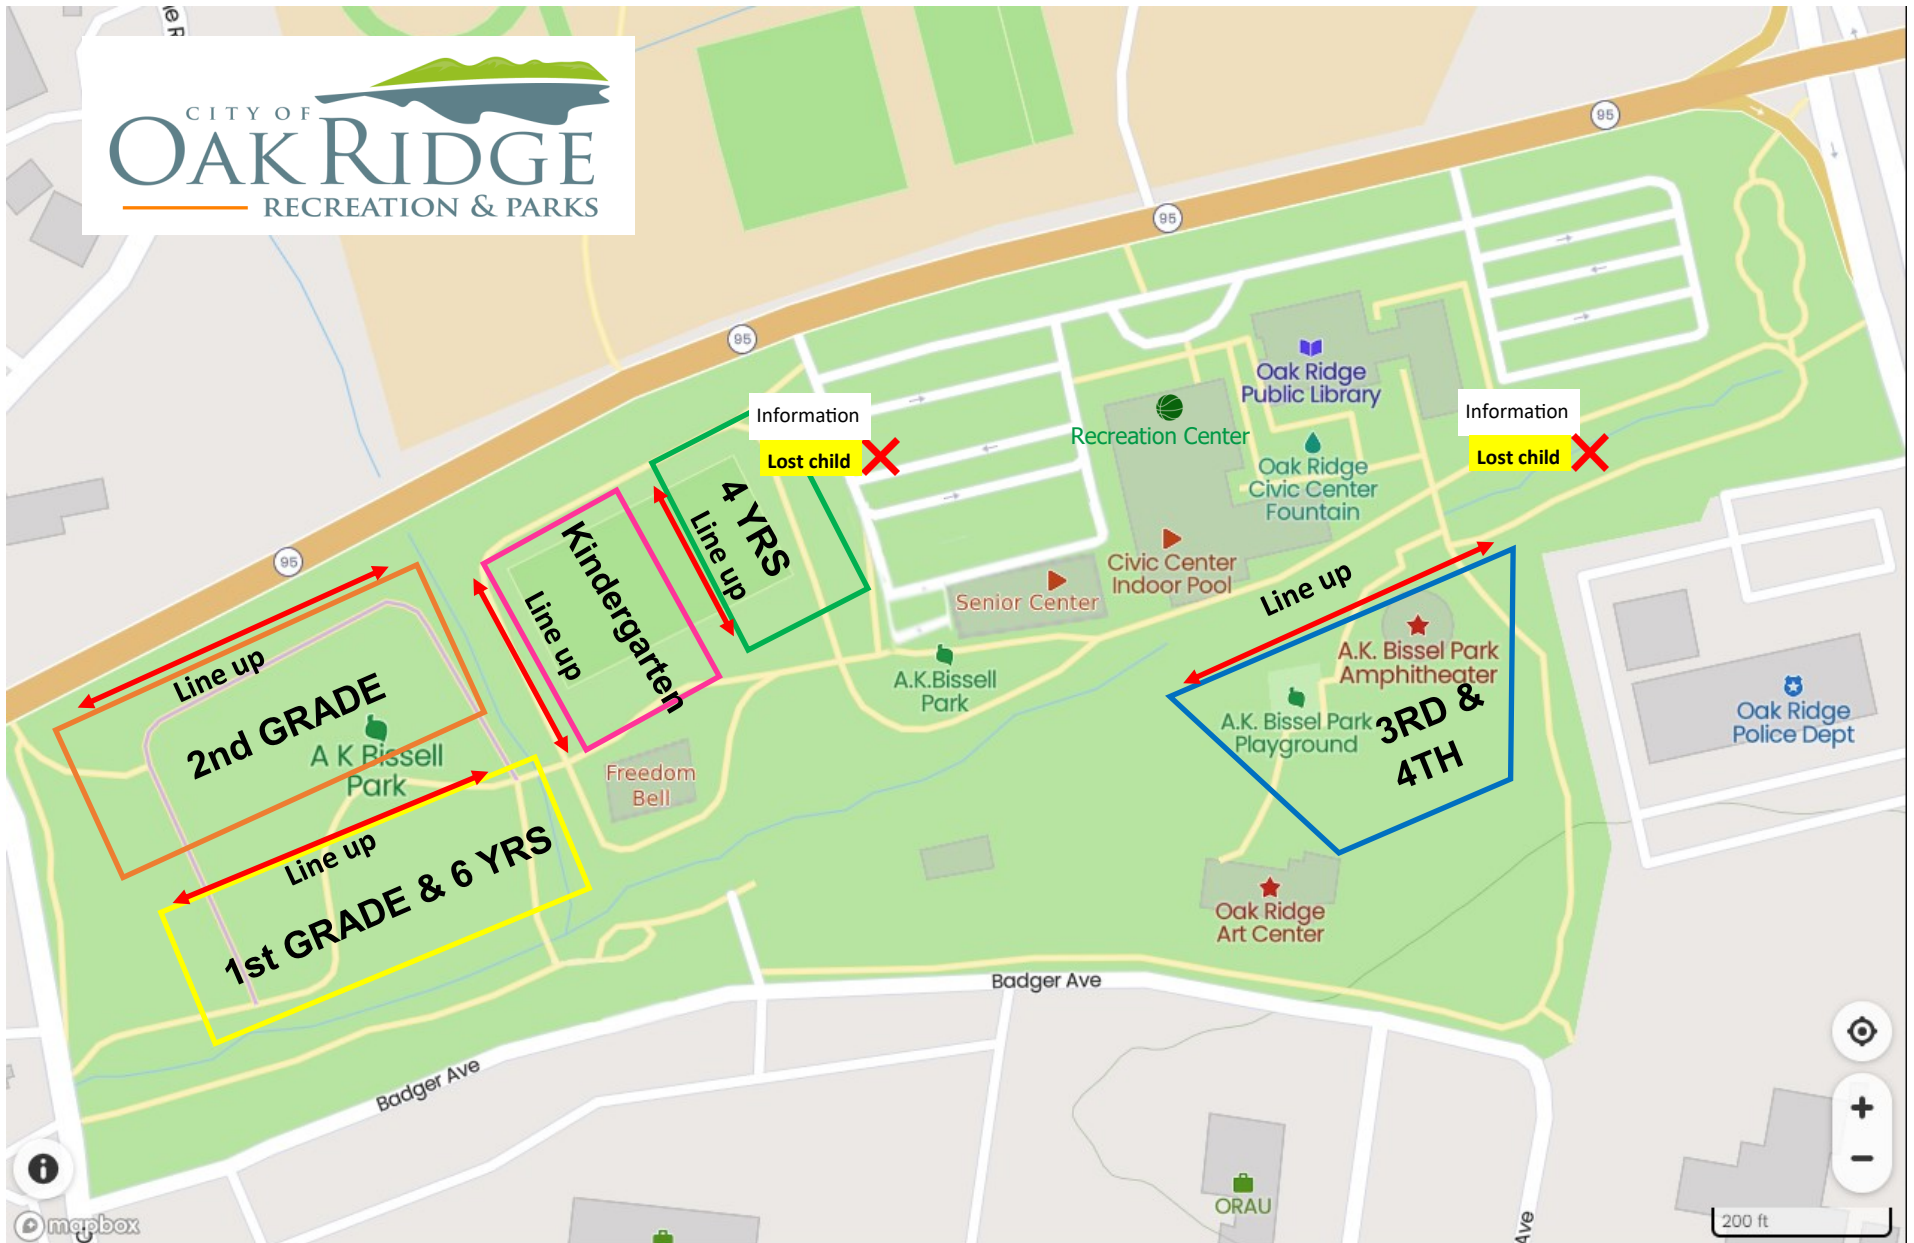 CITY OF
OAK RIDGE
RECREATION & PARKS
95
95
95
95
Oak Ridge
Public Library
Information
Lost child
Information
Lost child
Recreation Center
Oak Ridge
Civic Center
Fountain
4 YRS
Line up
Kindergarten
Line up
Civic Center
Indoor Pool
Senior Center
Line up
A.K. Bissel Park
Amphitheater
A.K.Bissell
Park
A.K. Bissel Park
Playground
3RD &
4TH
Oak Ridge
Police Dept
Line up
2nd GRADE
A K Bissell
Park
Freedom
Bell
Line up
1st GRADE & 6 YRS
Oak Ridge
Art Center
Badger Ave
Badger Ave
ORAU
Ave
200 ft
mapbox